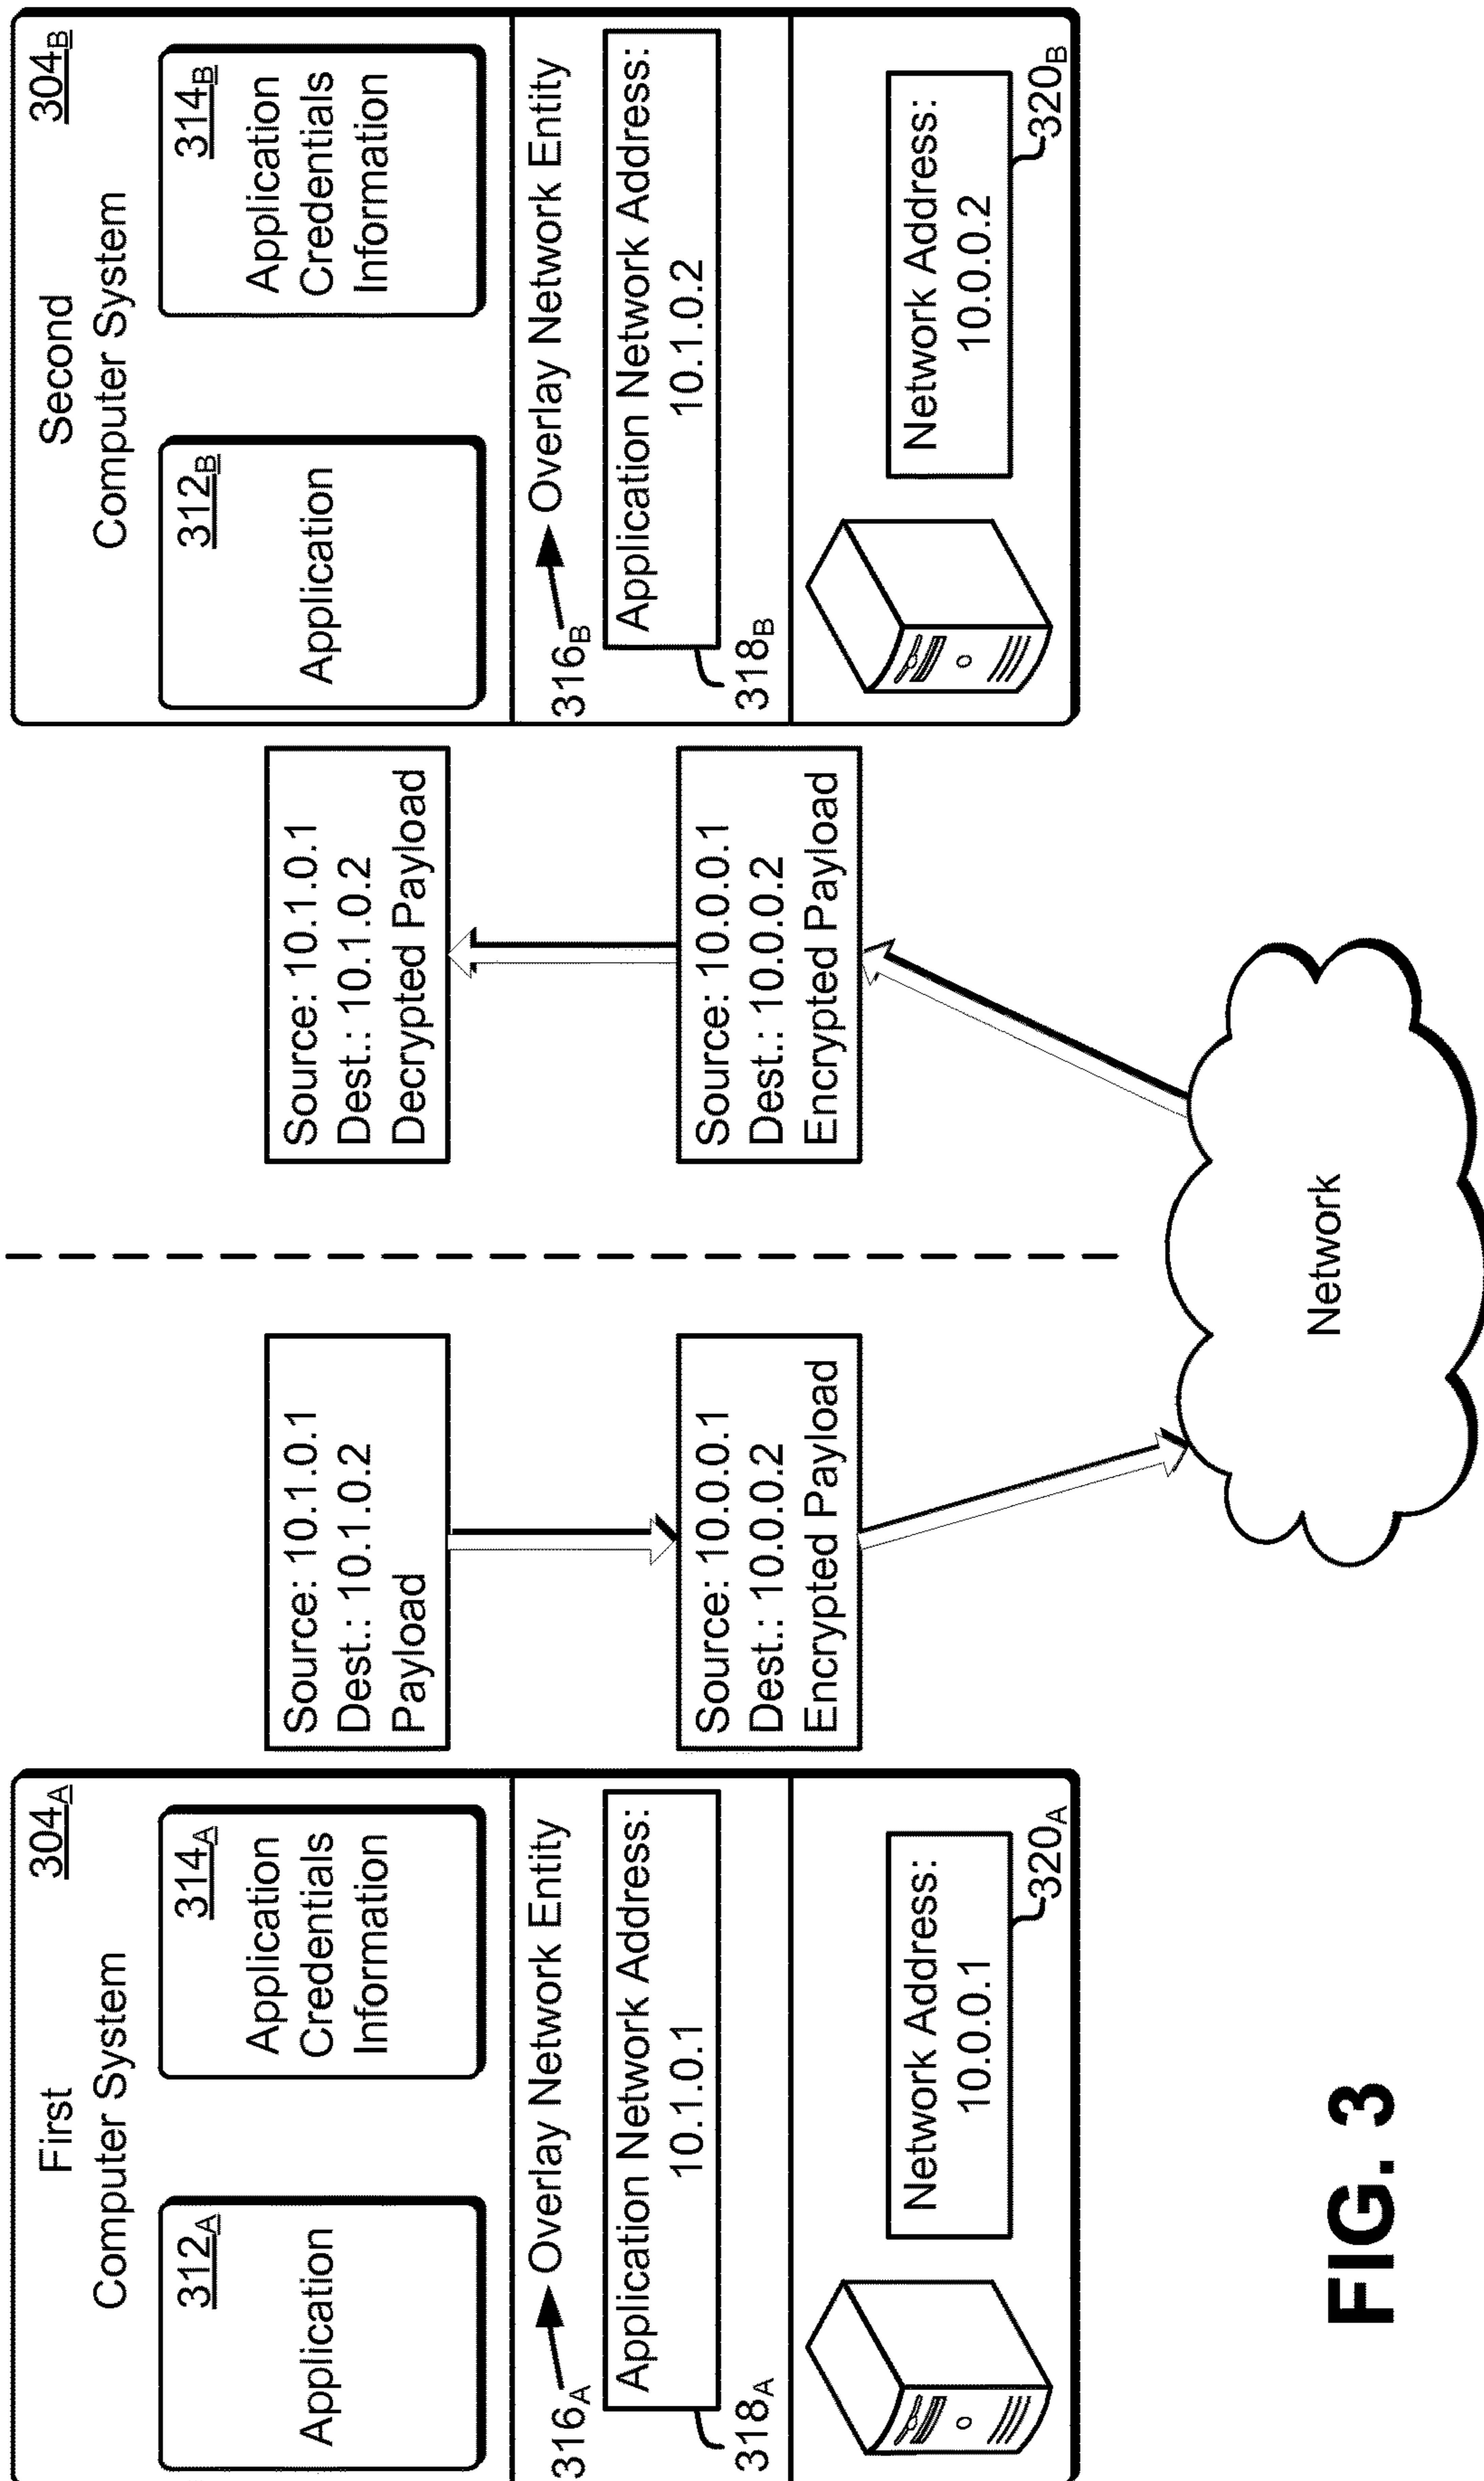 First
Computer System
304A
312A
Application
314A
Application
Credentials
Information
316A
Overlay Network Entity
Application Network Address:
10.1.0.1
318A
Network Address:
10.0.0.1
320A
Source: 10.1.0.1
Dest.: 10.1.0.2
Payload
Source: 10.0.0.1
Dest.: 10.0.0.2
Encrypted Payload
Network
Source: 10.1.0.1
Dest.: 10.1.0.2
Decrypted Payload
Source: 10.0.0.1
Dest.: 10.0.0.2
Encrypted Payload
Second
Computer System
304B
312B
Application
314B
Application
Credentials
Information
316B
Overlay Network Entity
Application Network Address:
10.1.0.2
318B
Network Address:
10.0.0.2
320B
FIG. 3